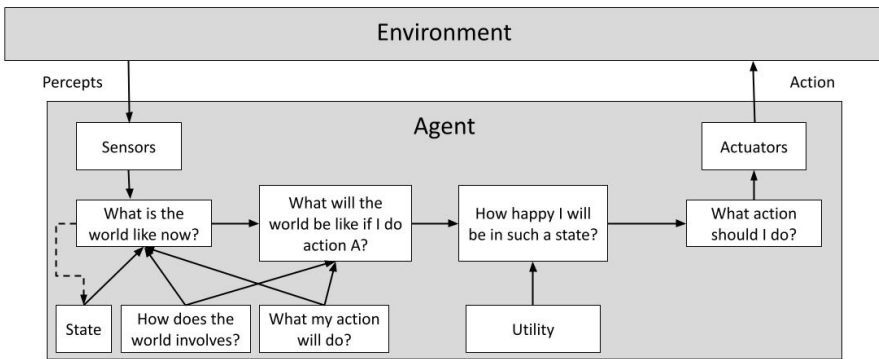 Environment
Percepts
Action
Agent
Sensors
Actuators
What is the
world like now?
What will the
world be like if I do
action A?
How happy I will
be in such a state?
What action
should I do?
State
How does the
world involves?
What my action
will do?
Utility